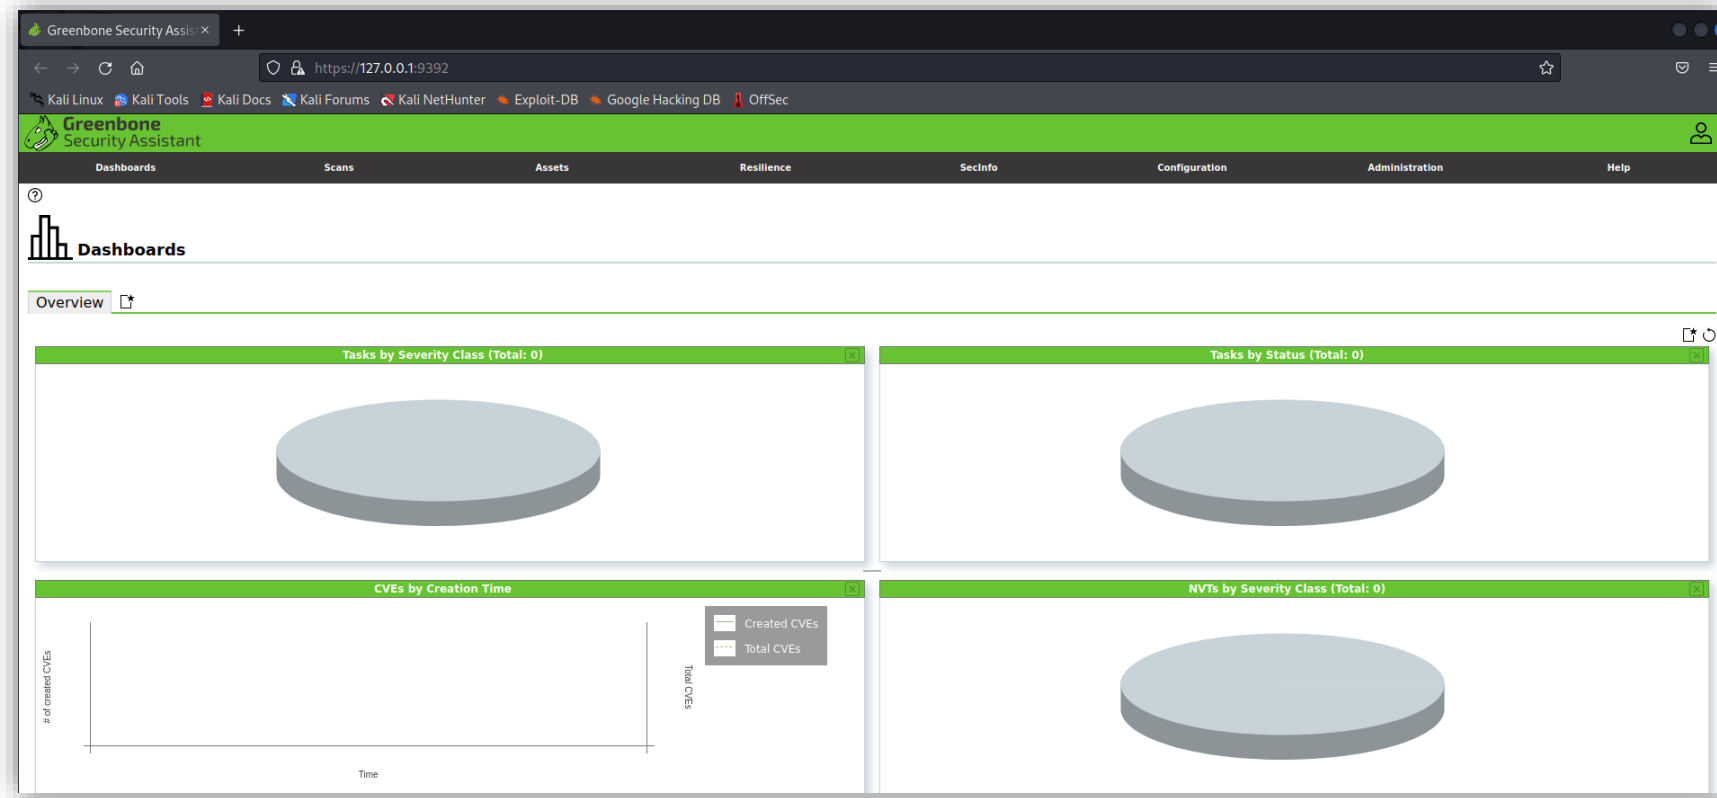 Greenbone Security Assis
https://127.0.0.1:9392
Kali Linux Kali Tools Kali Docs Kali Forums Kali NetHunter Exploit-DB Google Hacking DB OffSec
Greenbone
Security Assistant
Dashboards Scans Assets Resilience SecInfo Configuration Administration Help
Dashboards
Overview
Tasks by Severity Class (Total: 0)
Tasks by Status (Total: 0)
CVEs by Creation Time
# of created CVEs
Time
Total CVEs
Created CVEs
Total CVEs
NVTs by Severity Class (Total: 0)